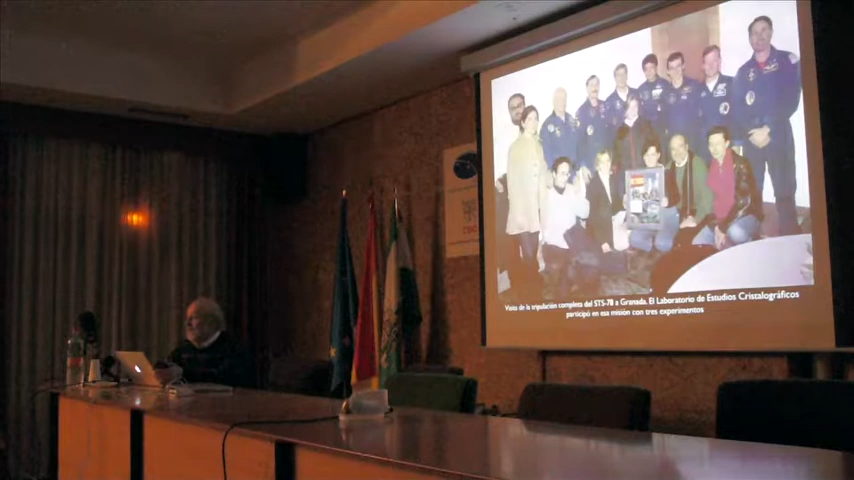 CSIC
Visita de la tripulación completa del STS-78 a Granada. El Laboratorio de Estudios Cristalográficos
participó en esa misión con tres experimentos